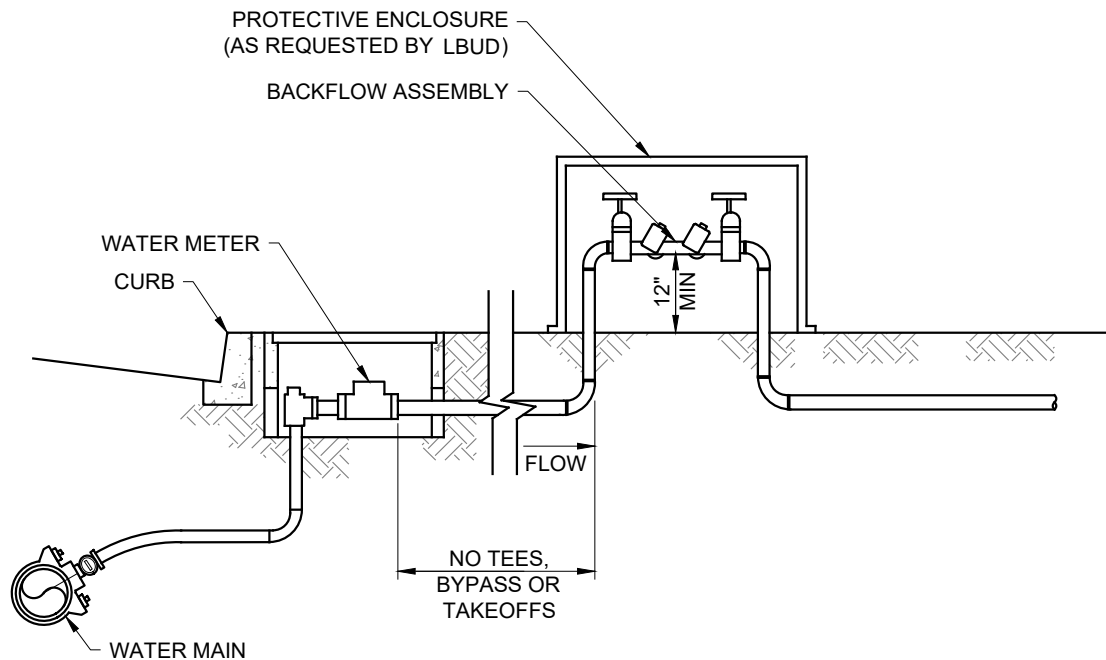 PROTECTIVE ENCLOSURE
(AS REQUESTED BY LBUD)
BACKFLOW ASSEMBLY
WATER METER
CURB
12"
MIN
FLOW
NO TEES,
BYPASS OR
TAKEOFFS
WATER MAIN